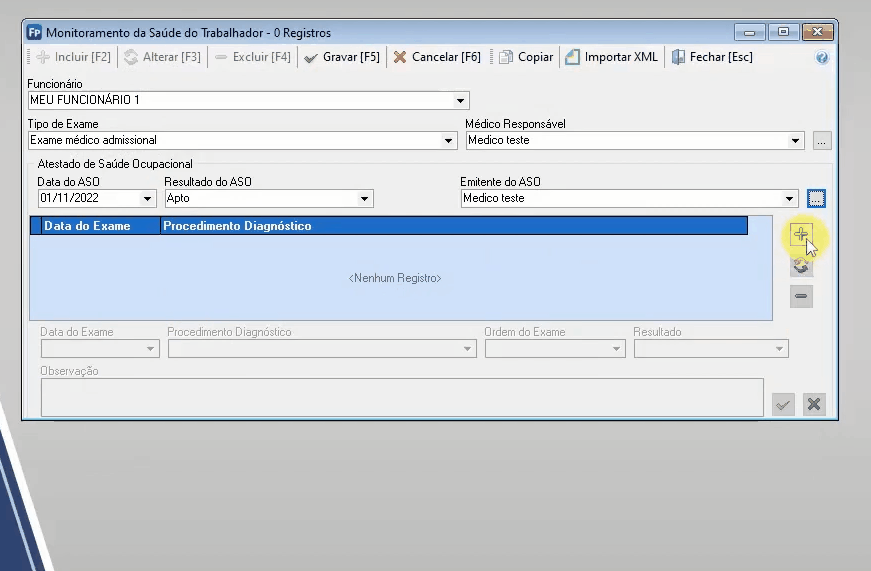 Fp Monitoramento da Saúde do Trabalhador - 0 Registros
Incluir [F2] Alterar [F3] Excluir [F4] Gravar [F5] Cancelar [F6] Copiar Importar XML Fechar [Esc]
Funcionário
MEU FUNCIONÁRIO 1
Tipo de Exame Médico Responsável
Exame médico admissional Medico teste ...
Atestado de Saúde Ocupacional
Data do ASO Resultado do ASO Emitente do ASO
01/11/2022 Apto Medico teste ...
Data do Exame Procedimento Diagnóstico
<Nenhum Registro>
Data do Exame Procedimento Diagnóstico Ordem do Exame Resultado
Observação